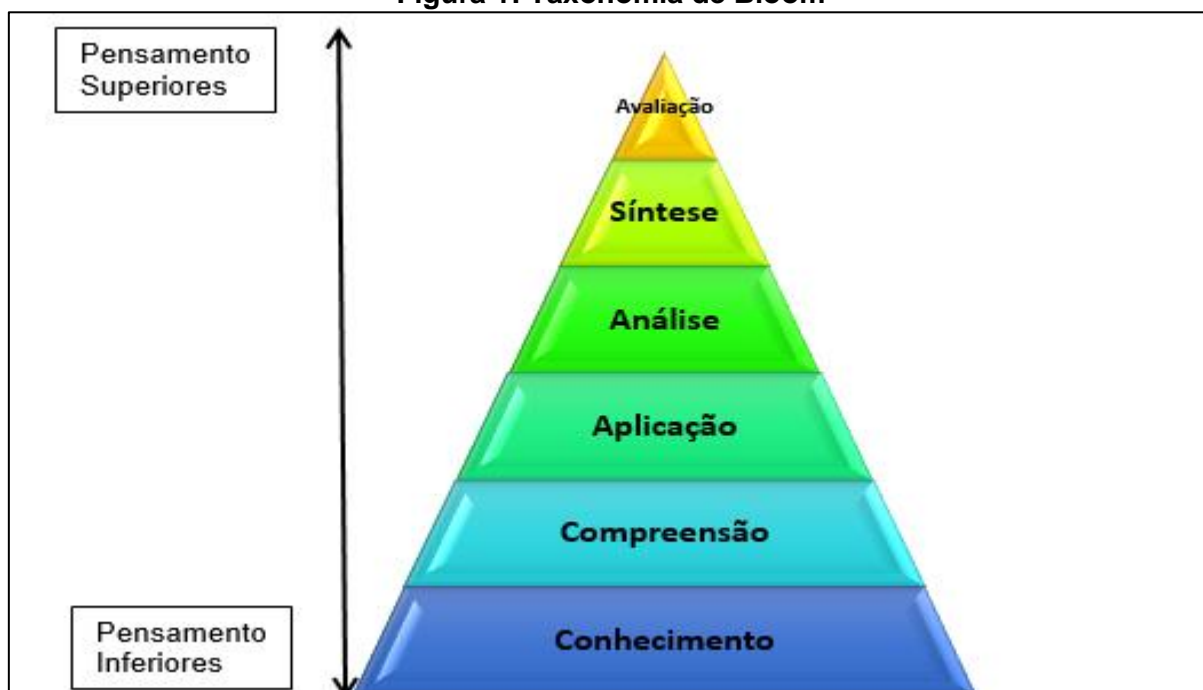 Figura 1. Taxonomia de Bloom
Pensamento
Superiores
Avaliação
Síntese
Análise
Aplicação
Compreensão
Conhecimento
Pensamento
Inferiores